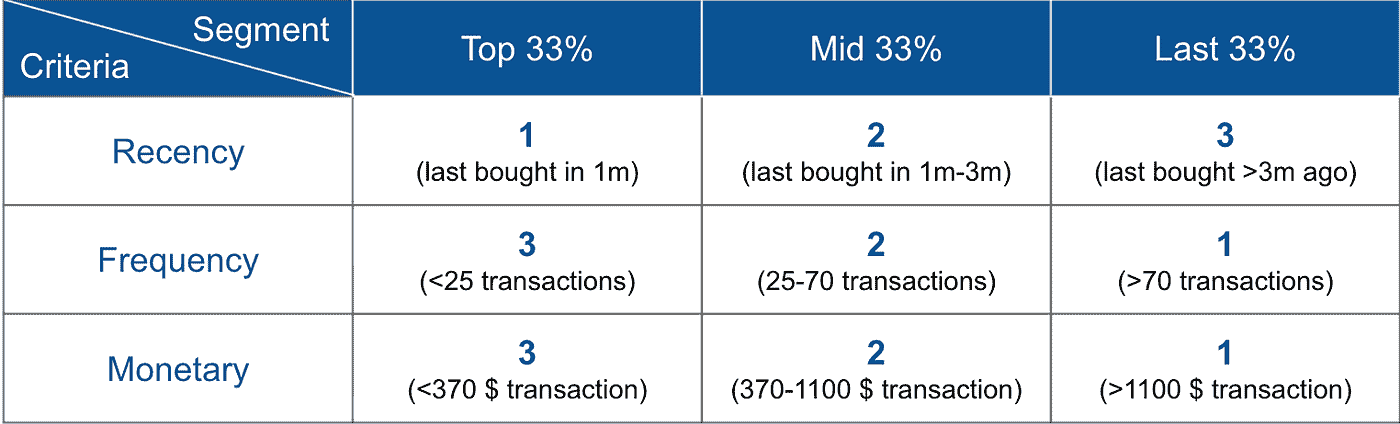 Segment
Criteria
Top 33%
Mid 33%
Last 33%
Recency
1
(last bought in 1m)
2
(last bought in 1m-3m)
3
(last bought >3m ago)
Frequency
3
(<25 transactions)
2
(25-70 transactions)
1
(>70 transactions)
Monetary
3
(<370 $ transaction)
2
(370-1100 $ transaction)
1
(>1100 $ transaction)